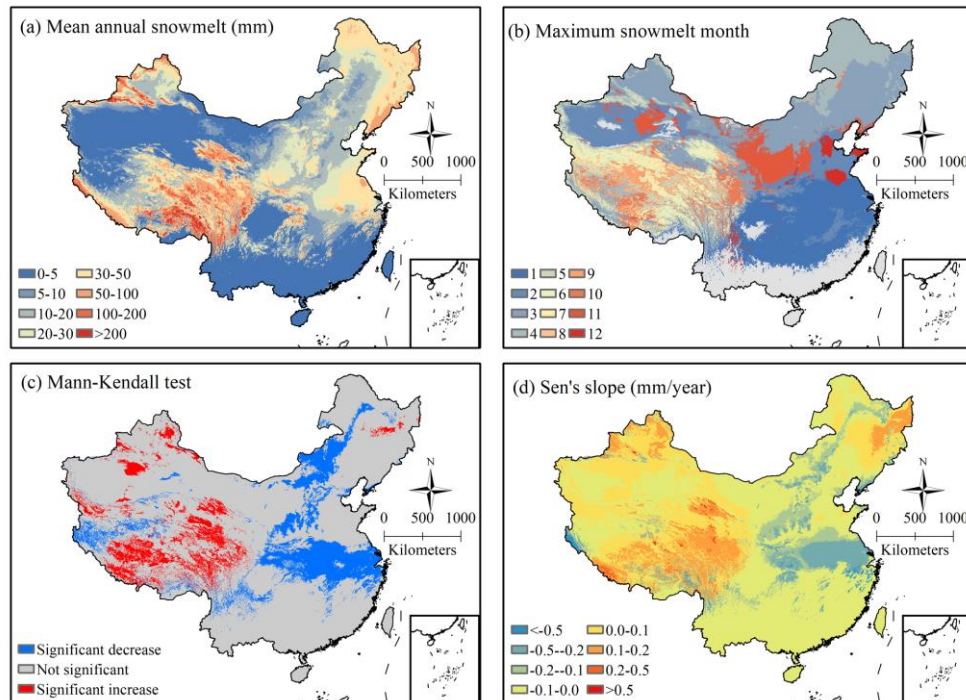 (a) Mean annual snowmelt (mm)
N
0 500 1000
Kilometers
0-5 30-50
5-10 50-100
10-20 100-200
20-30 >200
(b) Maximum snowmelt month
N
0 500 1000
Kilometers
1 5 9
2 6 10
3 7 11
4 8 12
(c) Mann-Kendall test
N
0 500 1000
Kilometers
Significant decrease
Not significant
Significant increase
(d) Sen's slope (mm/year)
N
0 500 1000
Kilometers
<-0.5 0.0-0.1
-0.5--0.2 0.1-0.2
-0.2--0.1 0.2-0.5
-0.1-0.0 >0.5